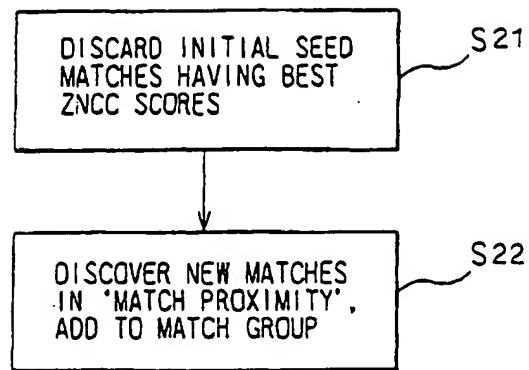 DISCARD INITIAL SEED
MATCHES HAVING BEST
ZNCC SCORES
S21
DISCOVER NEW MATCHES
IN 'MATCH PROXIMITY',
ADD TO MATCH GROUP
S22